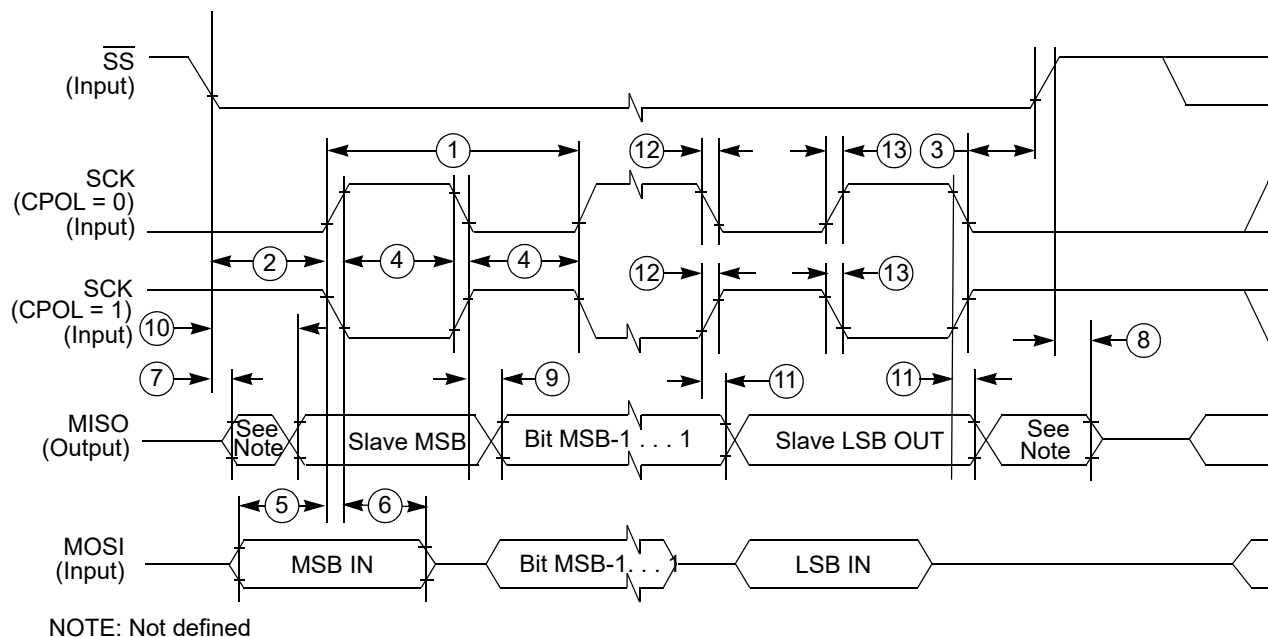 SS
(Input)
1
12
13
3
SCK
(CPOL = 0)
(Input)
2
4
4
12
13
SCK
(CPOL = 1)
(Input)
10
8
7
9
11
11
MISO
(Output)
See
Note
Slave MSB
Bit MSB-1 . . . 1
Slave LSB OUT
See
Note
5
6
MOSI
(Input)
MSB IN
Bit MSB-1. . . 1
LSB IN
NOTE: Not defined